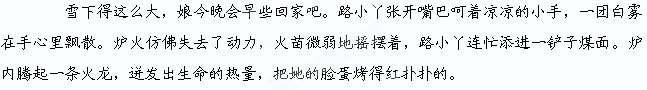 雪下得这么大，娘今晚会早些回家吧。路小丫张开嘴巴呵着凉凉的小手，一团白雾
在手心里飘散。炉火仿佛失去了动力，火苗微弱地摇摆着，路小丫连忙添进一铲子煤面。炉
内腾起一条火龙，迸发出生命的热量，把她的脸蛋烤得红扑扑的。